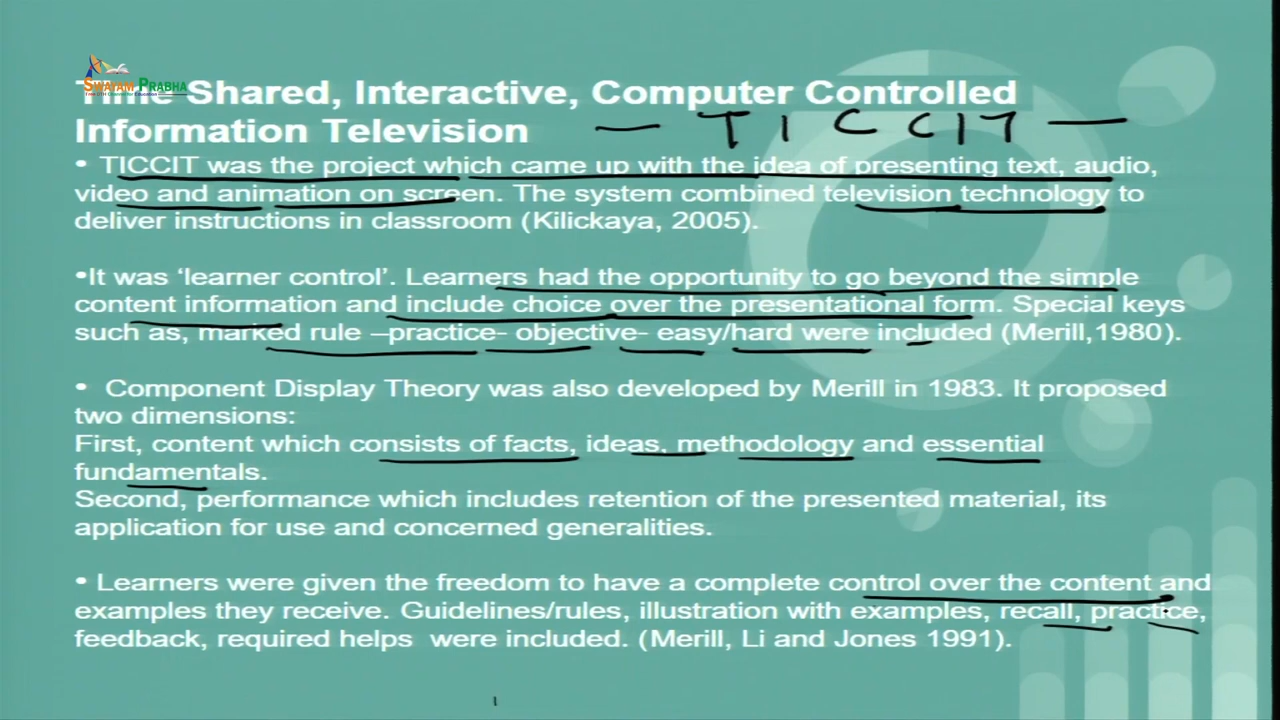 SWAYAM PRABHA
The Shared, Interactive, Computer Controlled
Information Television — TICCIT —
• TICCIT was the project which came up with the idea of presenting text, audio,
video and animation on screen. The system combined television technology to
deliver instructions in classroom (Kilickaya, 2005).
•It was ‘learner control’. Learners had the opportunity to go beyond the simple
content information and include choice over the presentational form. Special keys
such as, marked rule –practice- objective- easy/hard were included (Merill,1980).
• Component Display Theory was also developed by Merill in 1983. It proposed
two dimensions:
First, content which consists of facts, ideas, methodology and essential
fundamentals.
Second, performance which includes retention of the presented material, its
application for use and concerned generalities.
• Learners were given the freedom to have a complete control over the content and
examples they receive. Guidelines/rules, illustration with examples, recall, practice,
feedback, required helps were included. (Merill, Li and Jones 1991).